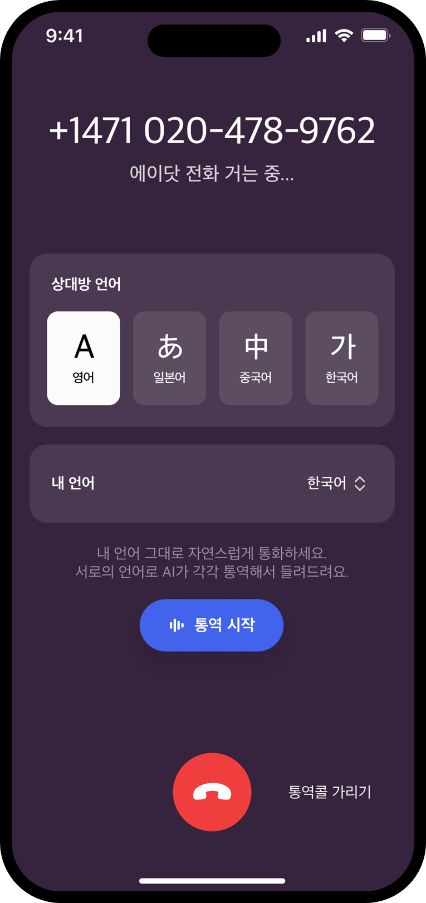 9:41
+1471 020-478-9762
에이닷 전화 거는 중...
상대방 언어
A
あ
中
가
영어
일본어
중국어
한국어
내 언어
한국어
내 언어 그대로 자연스럽게 통화하세요.
서로의 언어로 AI가 각각 통역해서 들려드려요.
통역 시작
통역콜 가리기